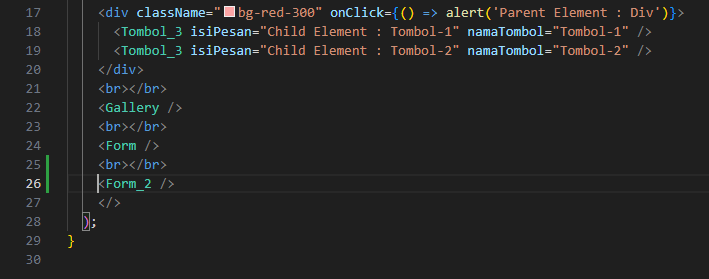 17 <div className="bg-red-300" onClick={() => alert('Parent Element : Div')}>
18 <Tombol_3 isiPesan="Child Element : Tombol-1" namaTombol="Tombol-1" />
19 <Tombol_3 isiPesan="Child Element : Tombol-2" namaTombol="Tombol-2" />
20 </div>
21 <br></br>
22 <Gallery />
23 <br></br>
24 <Form />
25 <br></br>
26 <Form_2 />
27 </>
28 );
29 }
30